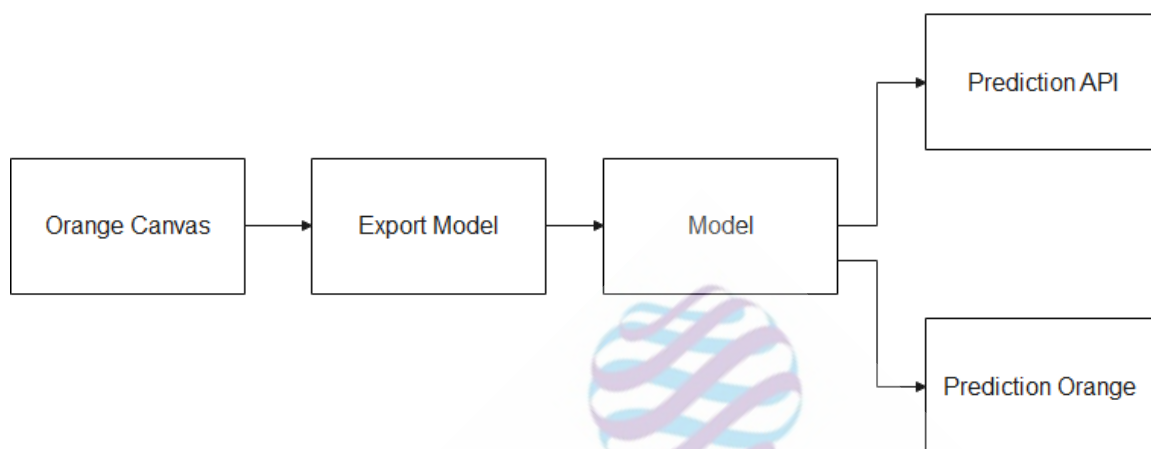 Prediction API
Orange Canvas
Export Model
Model
Prediction Orange